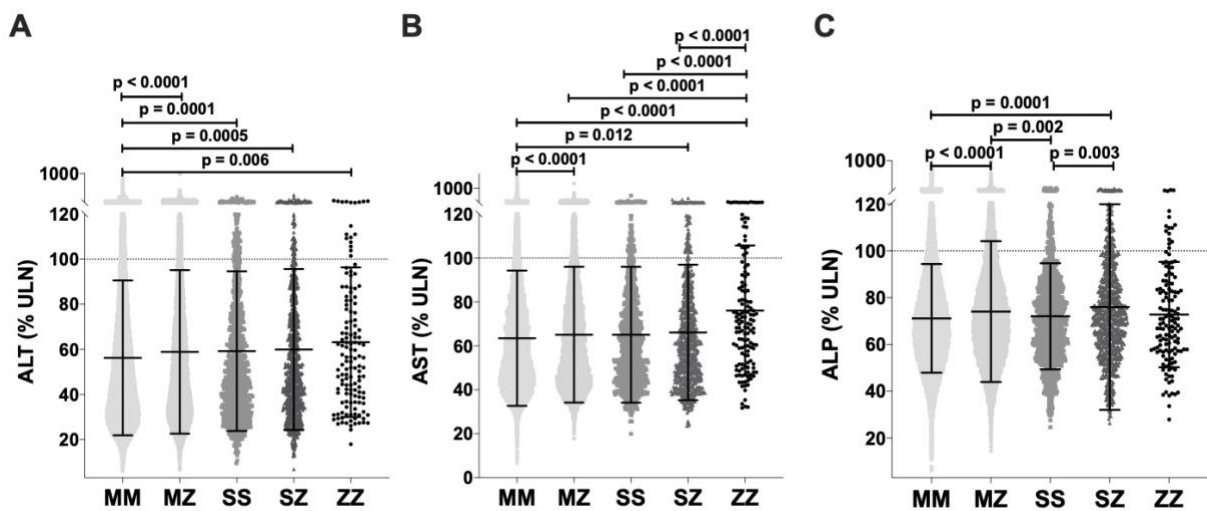 A
p < 0.0001
p = 0.0001
p = 0.0005
p = 0.006
1000
120
100
80
60
40
20
ALT (% ULN)
MM MZ SS SZ ZZ
B
p < 0.0001
p < 0.0001
p < 0.0001
p < 0.0001
p = 0.012
p < 0.0001
1000
120
100
80
60
40
20
0
AST (% ULN)
MM MZ SS SZ ZZ
C
p = 0.0001
p = 0.002
p < 0.0001 p = 0.003
1000
120
100
80
60
40
20
ALP (% ULN)
MM MZ SS SZ ZZ